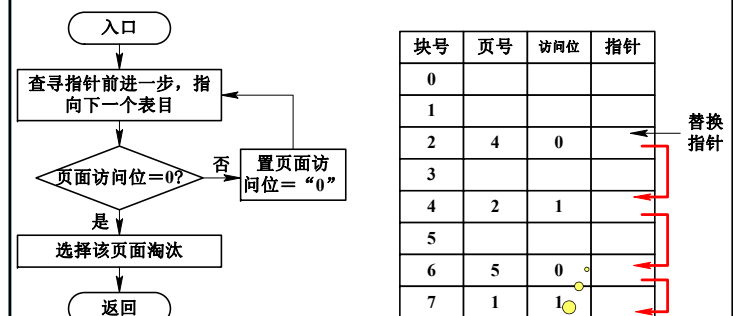 入口
查寻指针前进一步，指
向下一个表目
页面访问位＝0?
否
置页面访
问位＝“0”
是
选择该页面淘汰
返回
块号 页号 访问位 指针
0
1
2 4 0
3
4 2 1
5
6 5 0
7 1 1
替换
指针